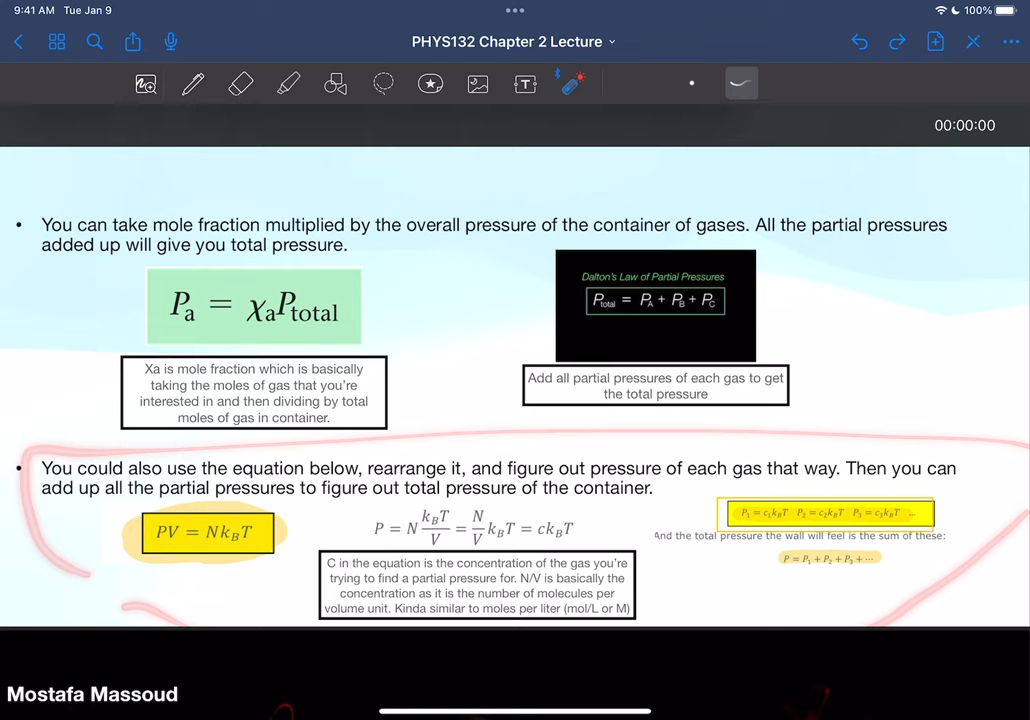 9:41 AM Tue Jan 9
100%
PHYS132 Chapter 2 Lecture
T
00:00:00
• You can take mole fraction multiplied by the overall pressure of the container of gases. All the partial pressures
added up will give you total pressure.
Pa = χaPtotal
Dalton's Law of Partial Pressures
Ptotal = PA + PB + PC
Xa is mole fraction which is basically
taking the moles of gas that you're
interested in and then dividing by total
moles of gas in container.
Add all partial pressures of each gas to get
the total pressure
• You could also use the equation below, rearrange it, and figure out pressure of each gas that way. Then you can
add up all the partial pressures to figure out total pressure of the container.
PV = NkBT
P = N kBT/V = N/V kBT = ckBT
P1 = c1kBT P2 = c2kBT P3 = c3kBT ...
And the total pressure the wall will feel is the sum of these:
P = P1 + P2 + P3 + ⋯
C in the equation is the concentration of the gas you're
trying to find a partial pressure for. N/V is basically the
concentration as it is the number of molecules per
volume unit. Kinda similar to moles per liter (mol/L or M)
Mostafa Massoud